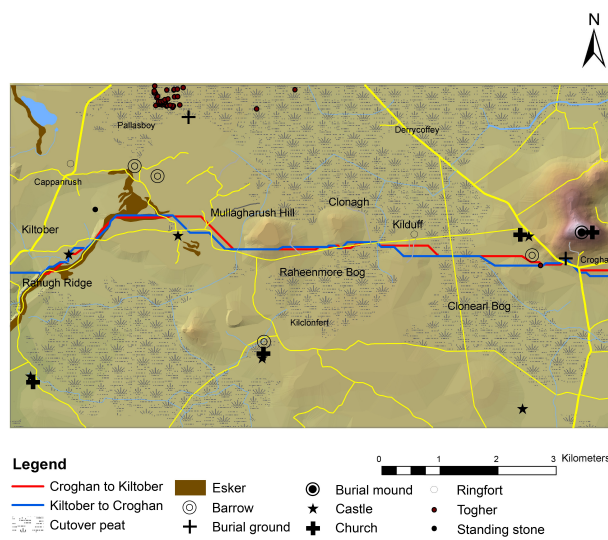 N
Pallasboy
Derrycoffey
Cappanrush
Mullagharush Hill
Clonagh
Kiltober
Kilduff
Crogha
Raheenmore Bog
Rahugh Ridge
Clonearl Bog
Kilclonfert
0 1 2 3 Kilometers
Legend
Croghan to Kiltober
Kiltober to Croghan
Cutover peat
Esker
Barrow
Burial ground
Burial mound
Castle
Church
Ringfort
Togher
Standing stone